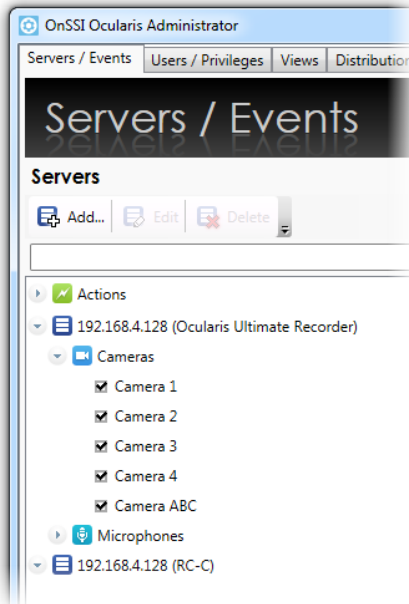 OnSSI Ocularis Administrator
Servers / Events Users / Privileges Views Distribution
Servers / Events
Servers
Add... Edit Delete
Actions
192.168.4.128 (Ocularis Ultimate Recorder)
Cameras
Camera 1
Camera 2
Camera 3
Camera 4
Camera ABC
Microphones
192.168.4.128 (RC-C)